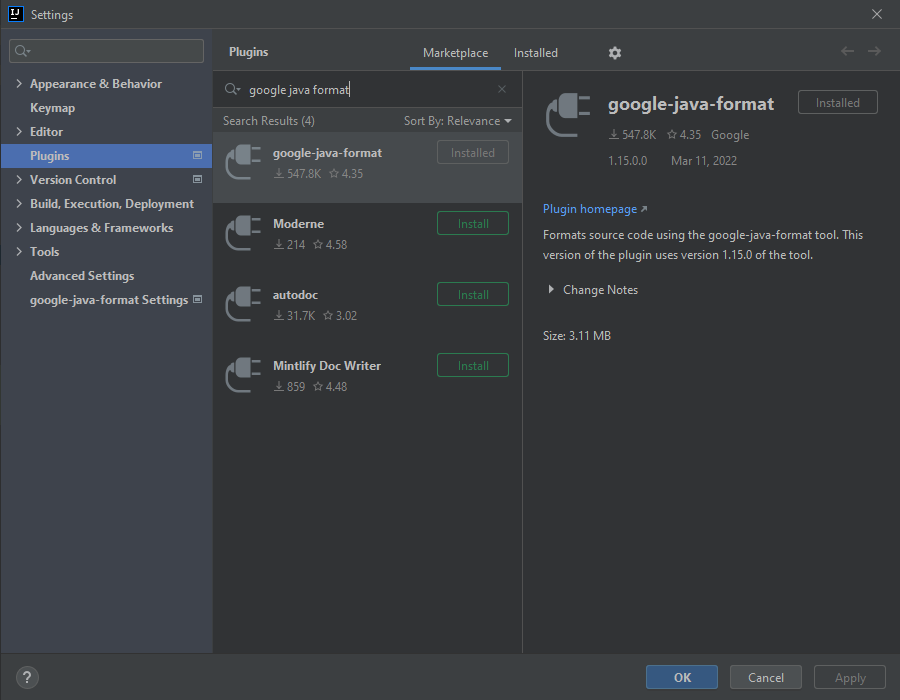 IJ
Settings
Plugins
Marketplace
Installed
Appearance & Behavior
Keymap
Editor
Plugins
Version Control
Build, Execution, Deployment
Languages & Frameworks
Tools
Advanced Settings
google-java-format Settings
google java format
Search Results (4)
Sort By: Relevance
google-java-format
Installed
547.8K 4.35
Moderne
Install
214 4.58
autodoc
Install
31.7K 3.02
Mintlify Doc Writer
Install
859 4.48
google-java-format
Installed
547.8K 4.35 Google
1.15.0.0 Mar 11, 2022
Plugin homepage
Formats source code using the google-java-format tool. This
version of the plugin uses version 1.15.0 of the tool.
Change Notes
Size: 3.11 MB
?
OK
Cancel
Apply